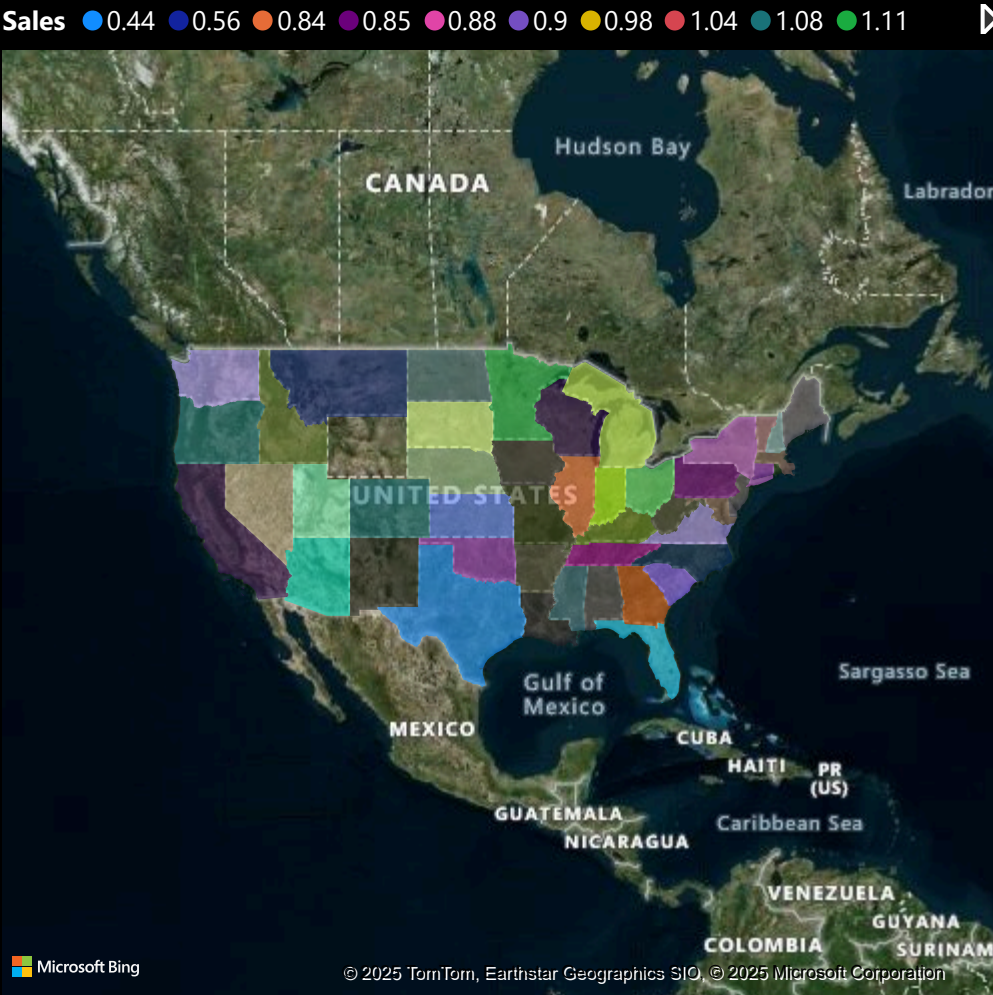 Sales 0.44 0.56 0.84 0.85 0.88 0.9 0.98 1.04 1.08 1.11
Hudson Bay
CANADA
Labrador
UNITED STATES
Sargasso Sea
Gulf of
Mexico
MEXICO
CUBA
HAITI
PR
(US)
GUATEMALA
Caribbean Sea
NICARAGUA
VENEZUELA
GUYANA
COLOMBIA
SURINAM
Microsoft Bing
© 2025 TomTom, Earthstar Geographics SIO, © 2025 Microsoft Corporation